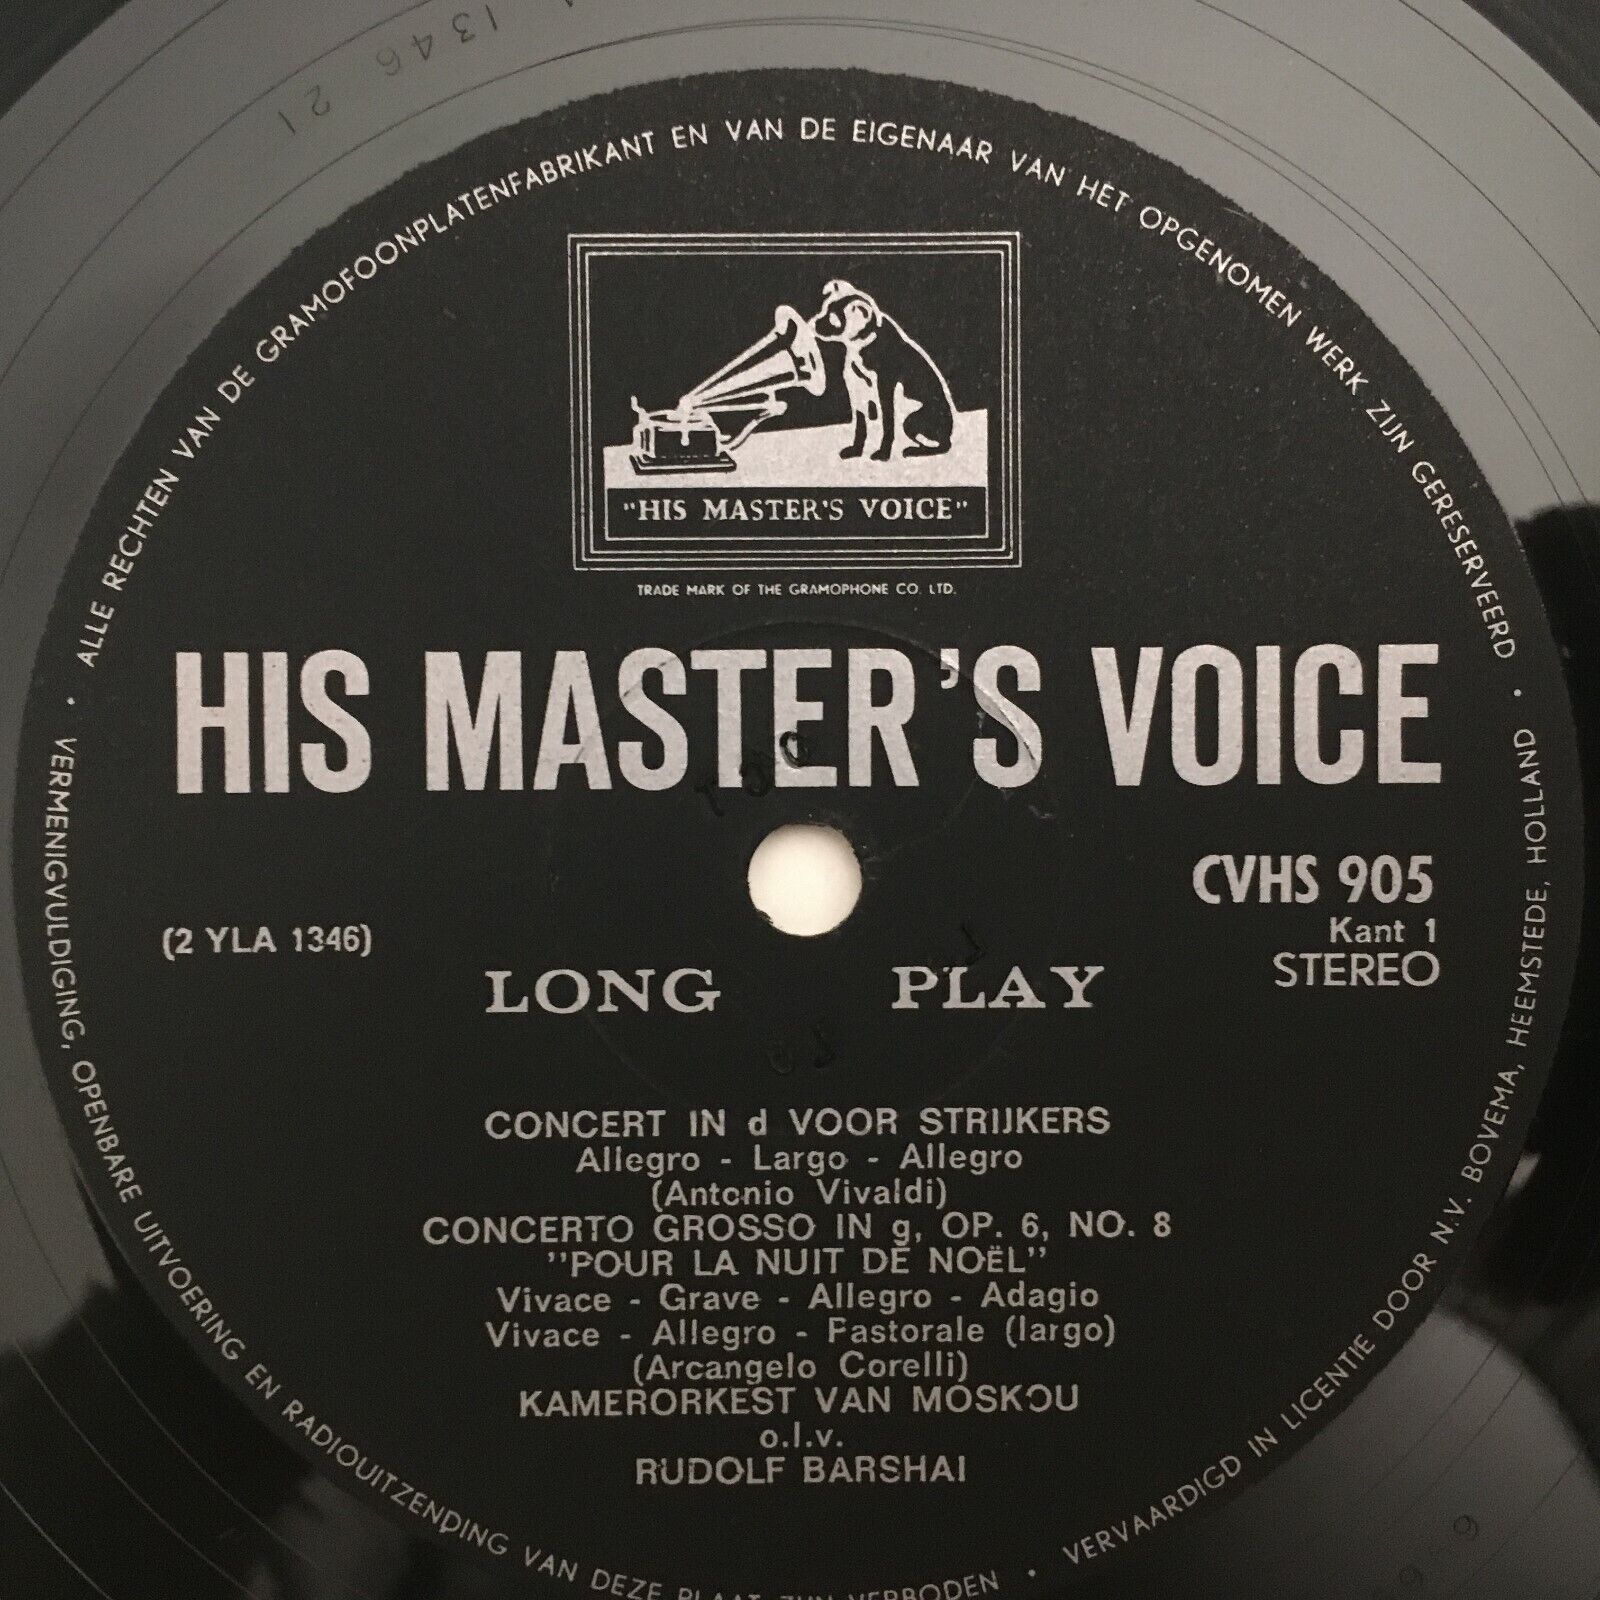 1346 21
ALLE RECHTEN VAN DE GRAMOFOONPLATENFABRIKANT EN VAN DE EIGENAAR VAN HET OPGENOMEN WERK ZIJN GERESERVEERD •
"HIS MASTER'S VOICE"
TRADE MARK OF THE GRAMOPHONE CO. LTD.
HIS MASTER'S VOICE
CVHS 905
(2 YLA 1346)
Kant 1
STEREO
LONG PLAY
CONCERT IN d VOOR STRIJKERS
Allegro - Largo - Allegro
(Antonio Vivaldi)
CONCERTO GROSSO IN g, OP. 6, NO. 8
"POUR LA NUIT DE NOËL"
Vivace - Grave - Allegro - Adagio
Vivace - Allegro - Pastorale (largo)
(Arcangelo Corelli)
KAMERORKEST VAN MOSKOU
o.l.v.
RUDOLF BARSHAI
• VERMENIGVULDIGING, OPENBARE UITVOERING EN RADIOUITZENDING VAN DEZE PLAAT ZIJN VERBODEN •
VERVAARDIGD IN LICENTIE DOOR N.V. BOVEMA, HEEMSTEDE, HOLLAND